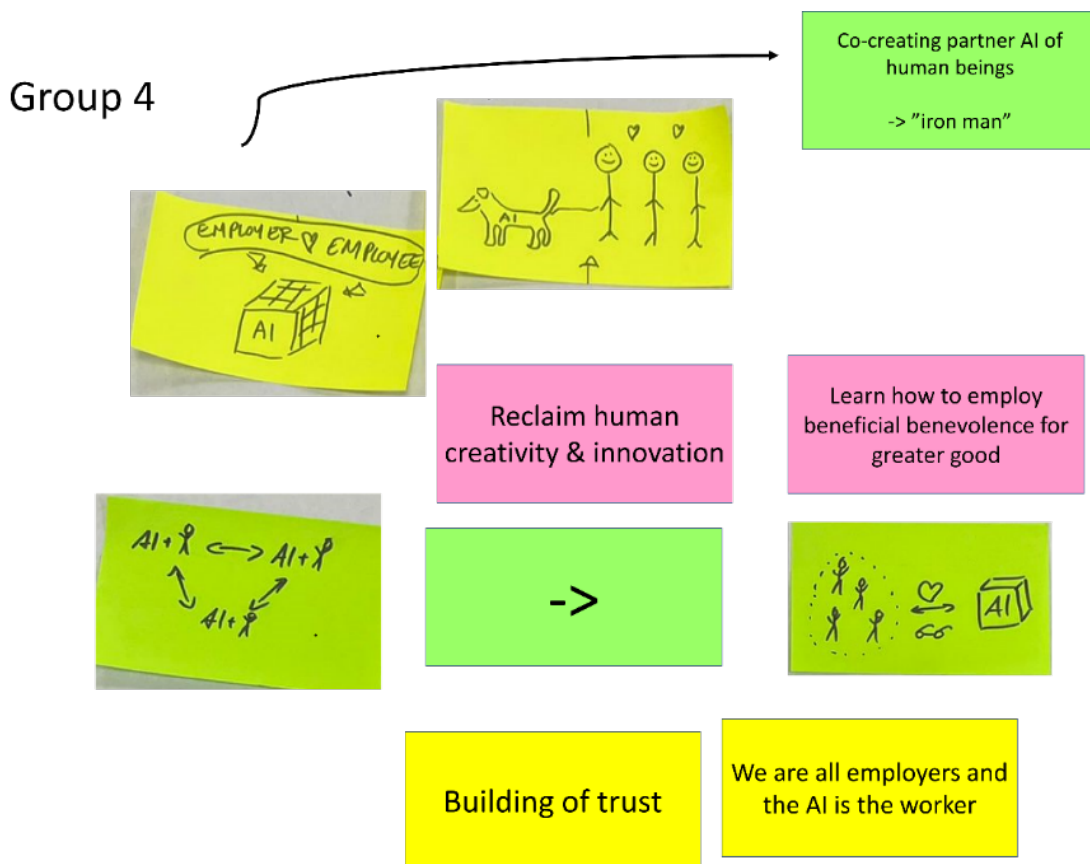 Group 4
Co-creating partner AI of
human beings
-> ”iron man”
AI
EMPLOYER ♡ EMPLOYEE
AI
Reclaim human
creativity & innovation
Learn how to employ
beneficial benevolence for
greater good
AI+ AI+
AI+
->
AI
Building of trust
We are all employers and
the AI is the worker